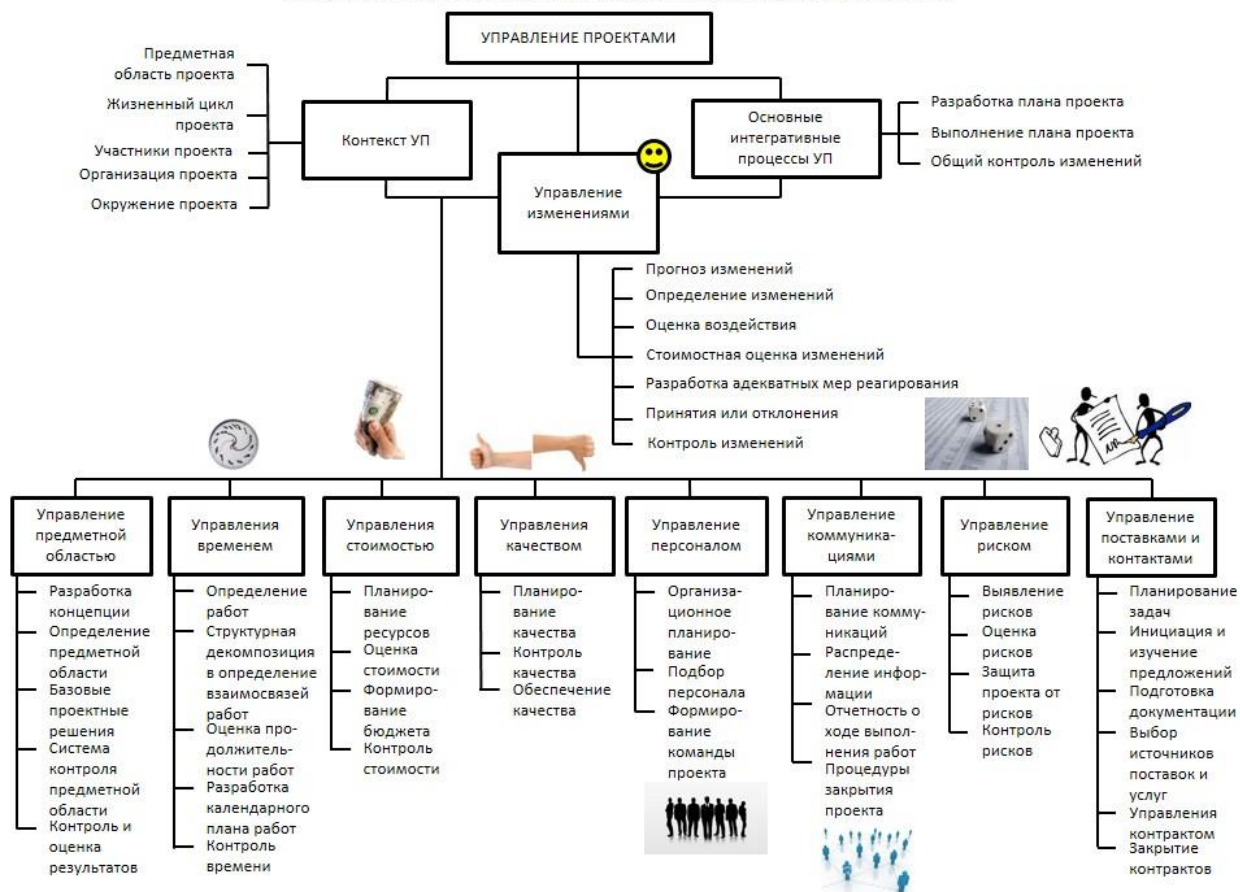 УПРАВЛЕНИЕ ПРОЕКТАМИ
Предметная
область проекта
Жизненный цикл
проекта
Участники проекта
Организация проекта
Окружение проекта
Контекст УП
Основные
интегративные
процессы УП
Разработка плана проекта
Выполнение плана проекта
Общий контроль изменений
Управление
изменениями
Прогноз изменений
Определение изменений
Оценка воздействия
Стоимостная оценка изменений
Разработка адекватных мер реагирования
Принятия или отклонения
Контроль изменений
Управление
предметной
областью
Разработка
концепции
Определение
предметной
области
Базовые
проектные
решения
Система
контроля
предметной
области
Контроль и
оценка
результатов
Управления
временем
Определение
работ
Структурная
декомпозиция
в определение
взаимосвязей
работ
Оценка про-
должитель-
ности работ
Разработка
календарного
плана работ
Контроль
времени
Управления
стоимостью
Планиро-
вание
ресурсов
Оценка
стоимости
Формиро-
вание
бюджета
Контроль
стоимости
Управления
качеством
Планиро-
вание
качества
Контроль
качества
Обеспечение
качества
Управление
персоналом
Организа-
ционное
планиро-
вание
Подбор
персонала
Формиро-
вание
команды
проекта
Управление
коммуника-
циями
Планиро-
вание комму-
никаций
Распреде-
ление инфор-
мации
Отчетность о
ходе выпол-
нения работ
Процедуры
закрытия
проекта
Управление
риском
Выявление
рисков
Оценка
рисков
Защита
проекта от
рисков
Контроль
рисков
Управление
поставками и
контактами
Планирование
задач
Инициация и
изучение
предложений
Подготовка
документации
Выбор
источников
поставок и
услуг
Управления
контрактом
Закрытие
контрактов